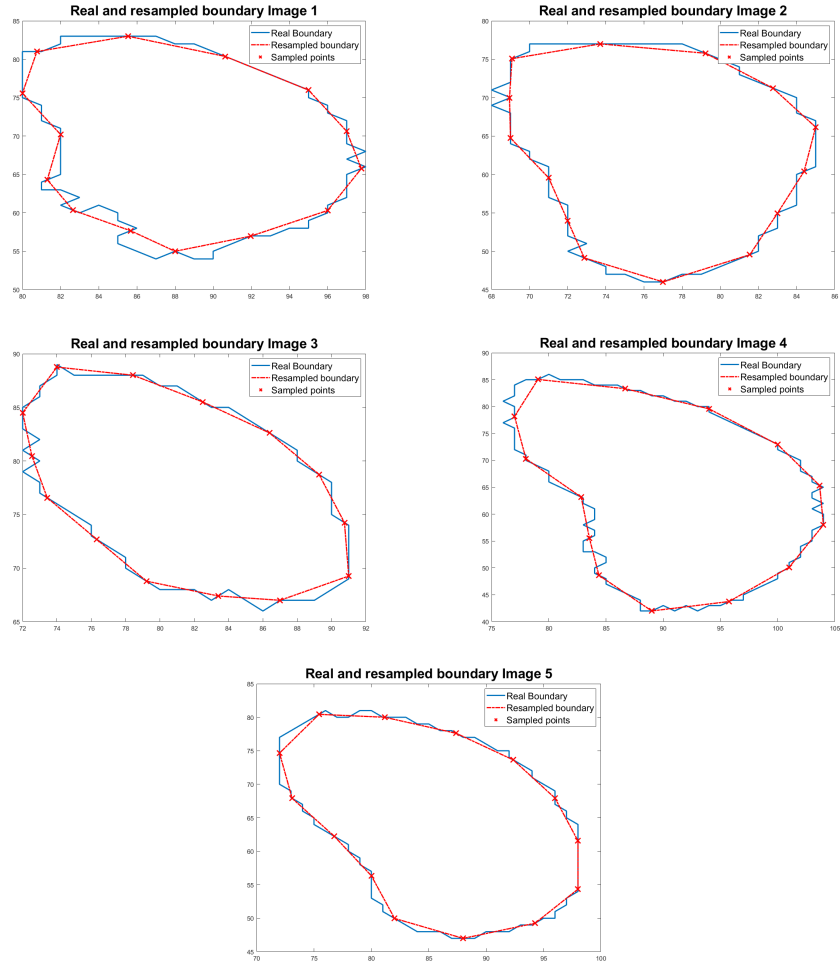 Real and resampled boundary Image 1
Real Boundary
Resampled boundary
Sampled points
85
80
75
70
65
60
55
50
80 82 84 86 88 90 92 94 96 98
Real and resampled boundary Image 2
Real Boundary
Resampled boundary
Sampled points
80
75
70
65
60
55
50
45
68 70 72 74 76 78 80 82 84 86
Real and resampled boundary Image 3
Real Boundary
Resampled boundary
Sampled points
90
85
80
75
70
65
72 74 76 78 80 82 84 86 88 90 92
Real and resampled boundary Image 4
Real Boundary
Resampled boundary
Sampled points
90
85
80
75
70
65
60
55
50
45
40
75 80 85 90 95 100 105
Real and resampled boundary Image 5
Real Boundary
Resampled boundary
Sampled points
85
80
75
70
65
60
55
50
45
70 75 80 85 90 95 100